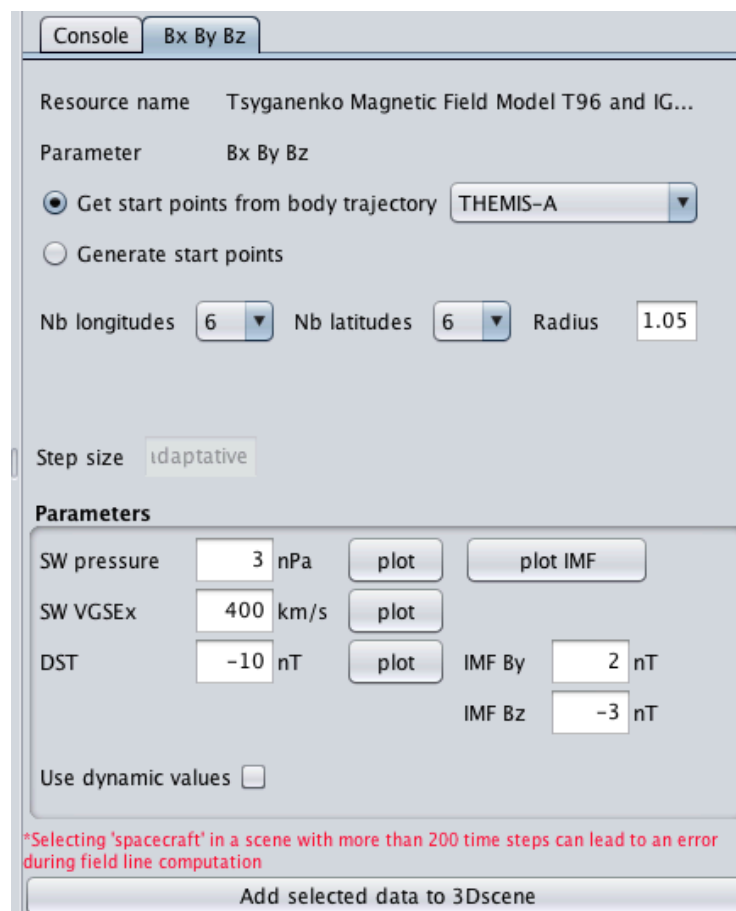 Console Bx By Bz
Resource name Tsyganenko Magnetic Field Model T96 and IG...
Parameter Bx By Bz
Get start points from body trajectory THEMIS-A
Generate start points
Nb longitudes 6 Nb latitudes 6 Radius 1.05
Step size adaptative
Parameters
SW pressure 3 nPa plot plot IMF
SW VGSEx 400 km/s plot
DST -10 nT plot IMF By 2 nT
IMF Bz -3 nT
Use dynamic values
*Selecting 'spacecraft' in a scene with more than 200 time steps can lead to an error
during field line computation
Add selected data to 3Dscene